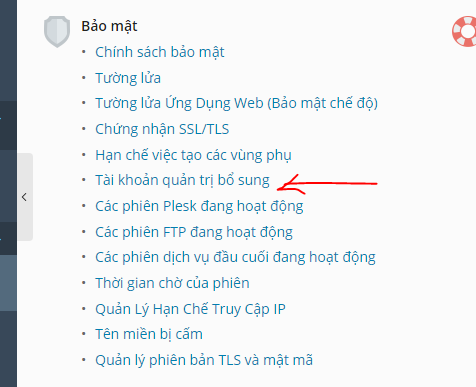 Bảo mật
Chính sách bảo mật
Tường lửa
Tường lửa Ứng Dụng Web (Bảo mật chế độ)
Chứng nhận SSL/TLS
Hạn chế việc tạo các vùng phụ
Tài khoản quản trị bổ sung
Các phiên Plesk đang hoạt động
Các phiên FTP đang hoạt động
Các phiên dịch vụ đầu cuối đang hoạt động
Thời gian chờ của phiên
Quản Lý Hạn Chế Truy Cập IP
Tên miền bị cấm
Quản lý phiên bản TLS và mật mã